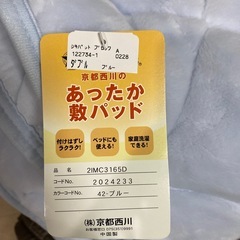 シキパット ブロック A
122734-1 0228
ダブル ブルー
京都西川の
あったか
敷パッド
付けはずし
ラクラク!
ベッドにも
使える!
家庭洗濯
できる!
品名 2IMC3165D
コードNo. 2024233
カラーコードNo. 42-ブルー
(株)京都西川
中国製